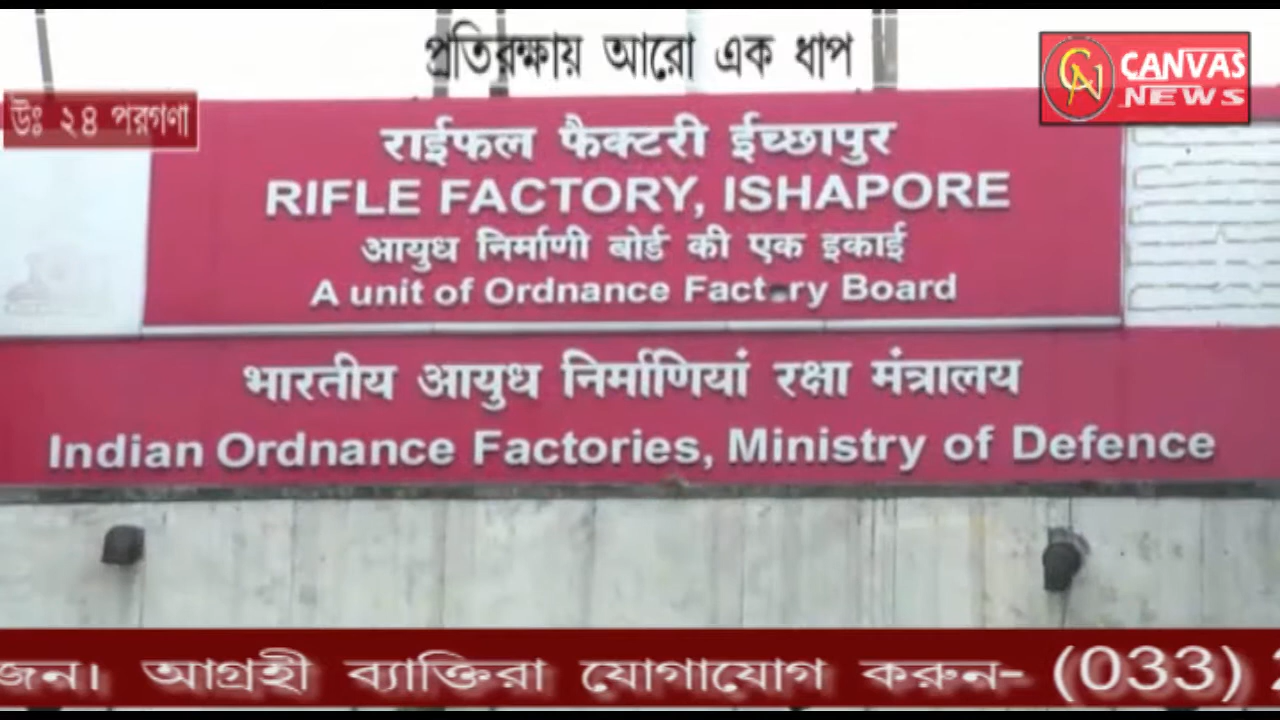 প্রতিরক্ষায় আরো এক ধাপ
CANVAS
NEWS
উঃ ২৪ পরগণা
राईफल फैक्टरी ईच्छापुर
RIFLE FACTORY, ISHAPORE
आयुध निर्माणी बोर्ड की एक इकाई
A unit of Ordnance Factory Board
भारतीय आयुध निर्माणियां रक्षा मंत्रालय
Indian Ordnance Factories, Ministry of Defence
জন। আগ্রহী ব্যাক্তিরা যোগাযোগ করুন- (033)